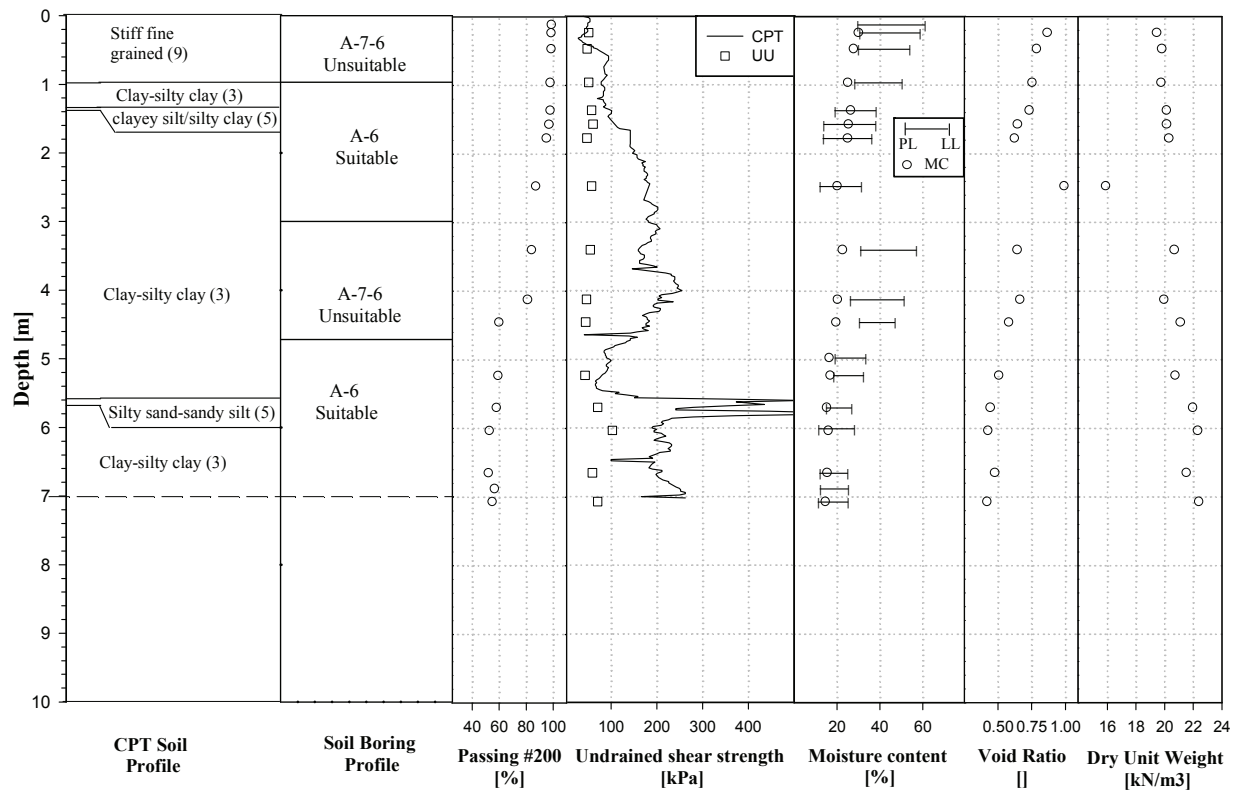 0
1
2
3
4
5
6
7
8
9
10
Depth [m]
Stiff fine
grained (9)
Clay-silty clay (3)
clayey silt/silty clay (5)
Clay-silty clay (3)
Silty sand-sandy silt (5)
Clay-silty clay (3)
A-7-6
Unsuitable
A-6
Suitable
A-7-6
Unsuitable
A-6
Suitable
CPT
UU
PL LL
MC
40 60 80 100
100 200 300 400
20 40 60
0.50 0.75 1.00
16 18 20 22 24
CPT Soil
Profile
Soil Boring
Profile
Passing #200
[%]
Undrained shear strength
[kPa]
Moisture content
[%]
Void Ratio
[]
Dry Unit Weight
[kN/m3]